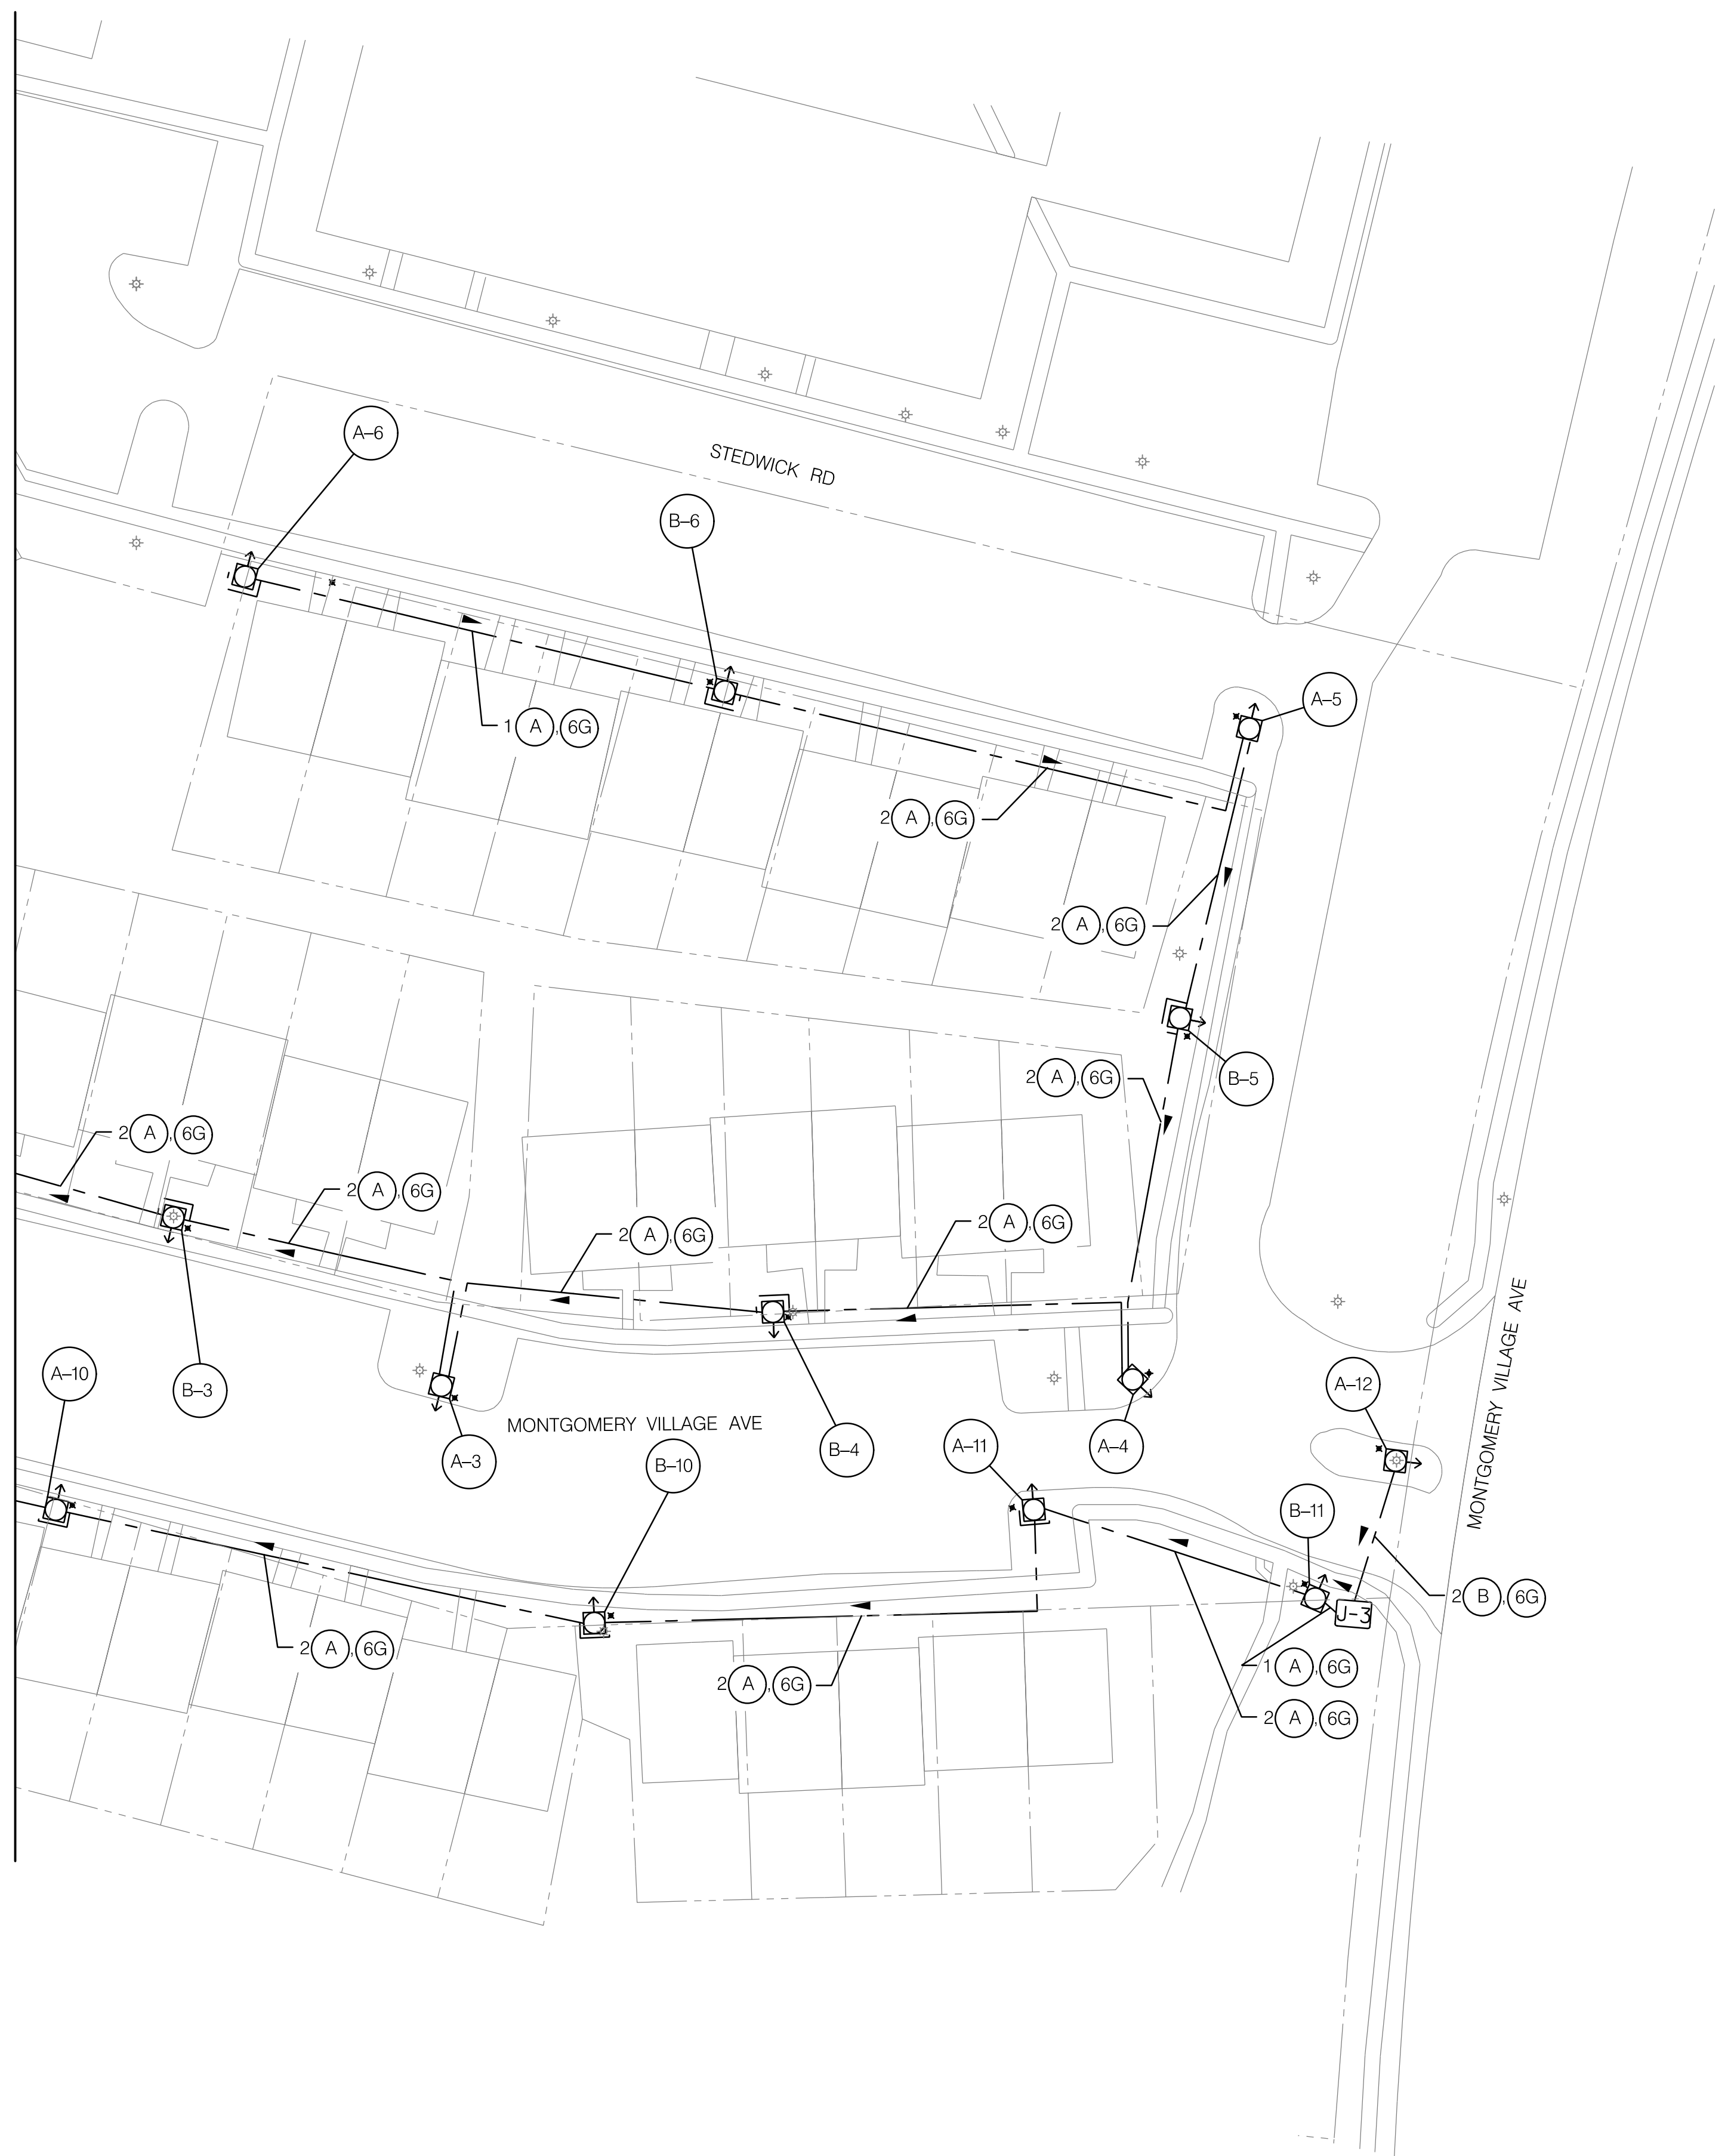 A–6
STEDWICK RD
B–6
A–5
1 A, 6G
2 A, 6G
2 A, 6G
2 A, 6G
B–5
2 A, 6G
2 A, 6G
2 A, 6G
2 A, 6G
MONTGOMERY VILLAGE AVE
A–10
B–3
A–12
MONTGOMERY VILLAGE AVE
A–3
B–10
B–4
A–11
A–4
B–11
2 B, 6G
J–3
2 A, 6G
2 A, 6G
1 A, 6G
2 A, 6G